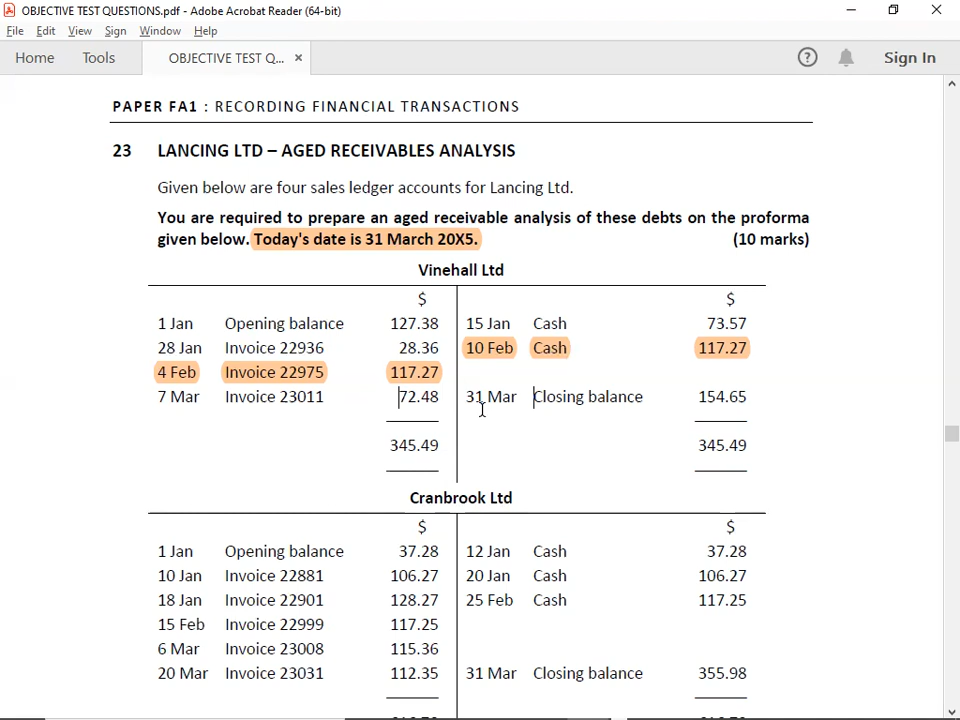 OBJECTIVE TEST QUESTIONS.pdf - Adobe Acrobat Reader (64-bit)
File Edit View Sign Window Help
Home Tools OBJECTIVE TEST Q... × Sign In
PAPER FA1 : RECORDING FINANCIAL TRANSACTIONS
23 LANCING LTD – AGED RECEIVABLES ANALYSIS
Given below are four sales ledger accounts for Lancing Ltd.
You are required to prepare an aged receivable analysis of these debts on the proforma
given below. Today's date is 31 March 20X5. (10 marks)
Vinehall Ltd
$ $
1 Jan Opening balance 127.38 15 Jan Cash 73.57
28 Jan Invoice 22936 28.36 10 Feb Cash 117.27
4 Feb Invoice 22975 117.27
7 Mar Invoice 23011 72.48 31 Mar Closing balance 154.65
345.49 345.49
Cranbrook Ltd
$ $
1 Jan Opening balance 37.28 12 Jan Cash 37.28
10 Jan Invoice 22881 106.27 20 Jan Cash 106.27
18 Jan Invoice 22901 128.27 25 Feb Cash 117.25
15 Feb Invoice 22999 117.25
6 Mar Invoice 23008 115.36
20 Mar Invoice 23031 112.35 31 Mar Closing balance 355.98